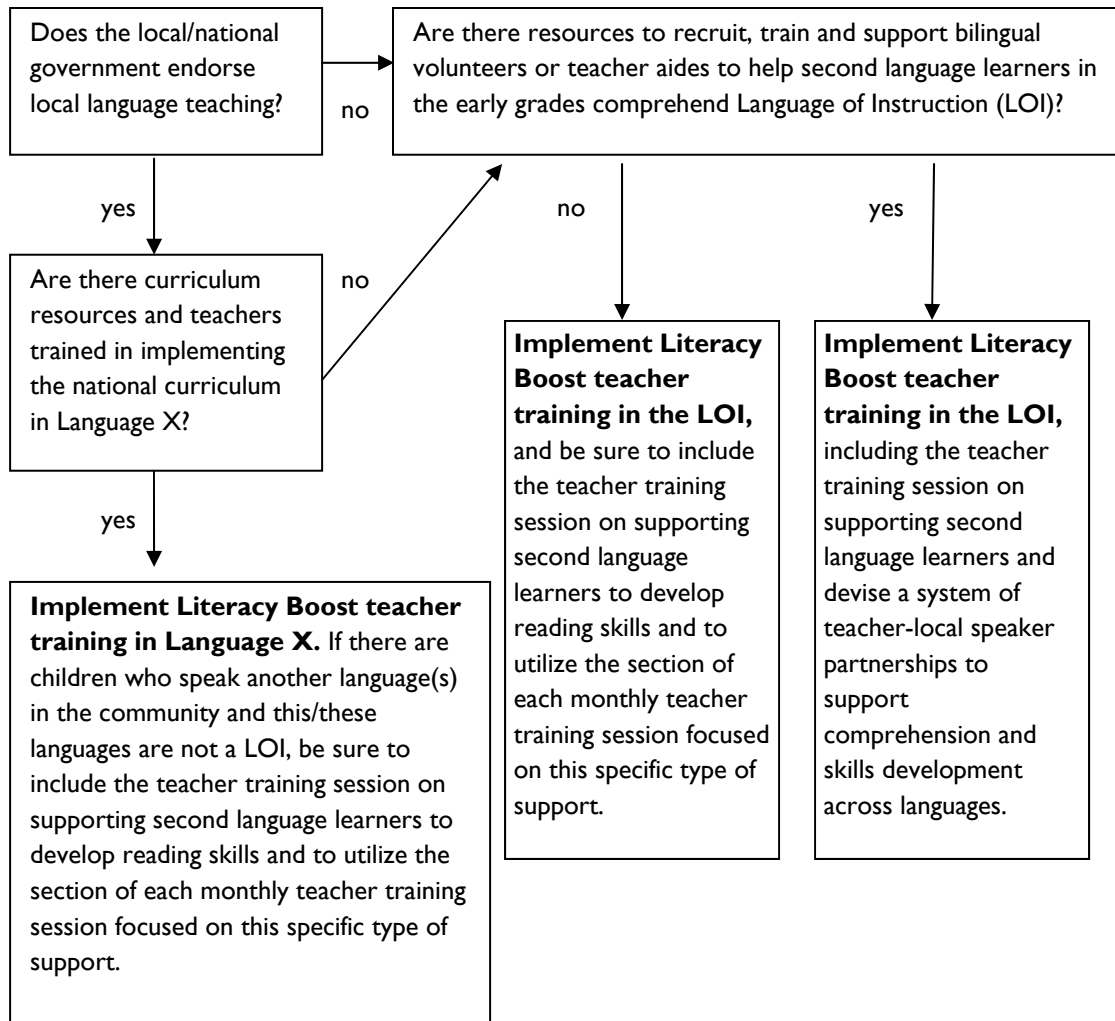 Does the local/national
government endorse
local language teaching?
no
Are there resources to recruit, train and support bilingual
volunteers or teacher aides to help second language learners in
the early grades comprehend Language of Instruction (LOI)?
yes
no
yes
Are there curriculum
resources and teachers
trained in implementing
the national curriculum
in Language X?
no
yes
Implement Literacy Boost teacher
training in Language X. If there are
children who speak another language(s)
in the community and this/these
languages are not a LOI, be sure to
include the teacher training session on
supporting second language learners to
develop reading skills and to utilize the
section of each monthly teacher training
session focused on this specific type of
support.
Implement Literacy
Boost teacher
training in the LOI,
and be sure to include
the teacher training
session on supporting
second language
learners to develop
reading skills and to
utilize the section of
each monthly teacher
training session focused
on this specific type of
support.
Implement Literacy
Boost teacher
training in the LOI,
including the teacher
training session on
supporting second
language learners and
devise a system of
teacher-local speaker
partnerships to
support
comprehension and
skills development
across languages.